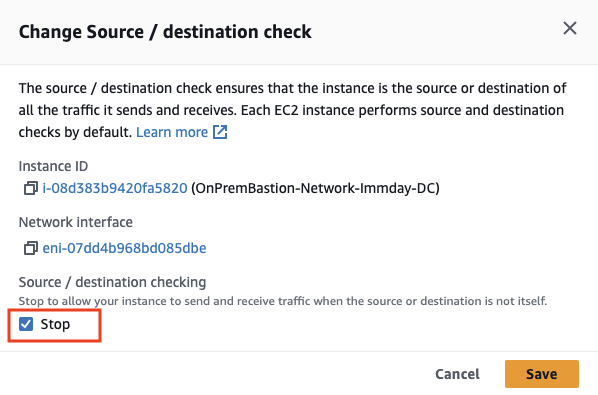 Change Source / destination check
The source / destination check ensures that the instance is the source or destination of
all the traffic it sends and receives. Each EC2 instance performs source and destination
checks by default. Learn more
Instance ID
i-08d383b9420fa5820 (OnPremBastion-Network-Immday-DC)
Network interface
eni-07dd4b968bd085dbe
Source / destination checking
Stop to allow your instance to send and receive traffic when the source or destination is not itself.
Stop
Cancel Save